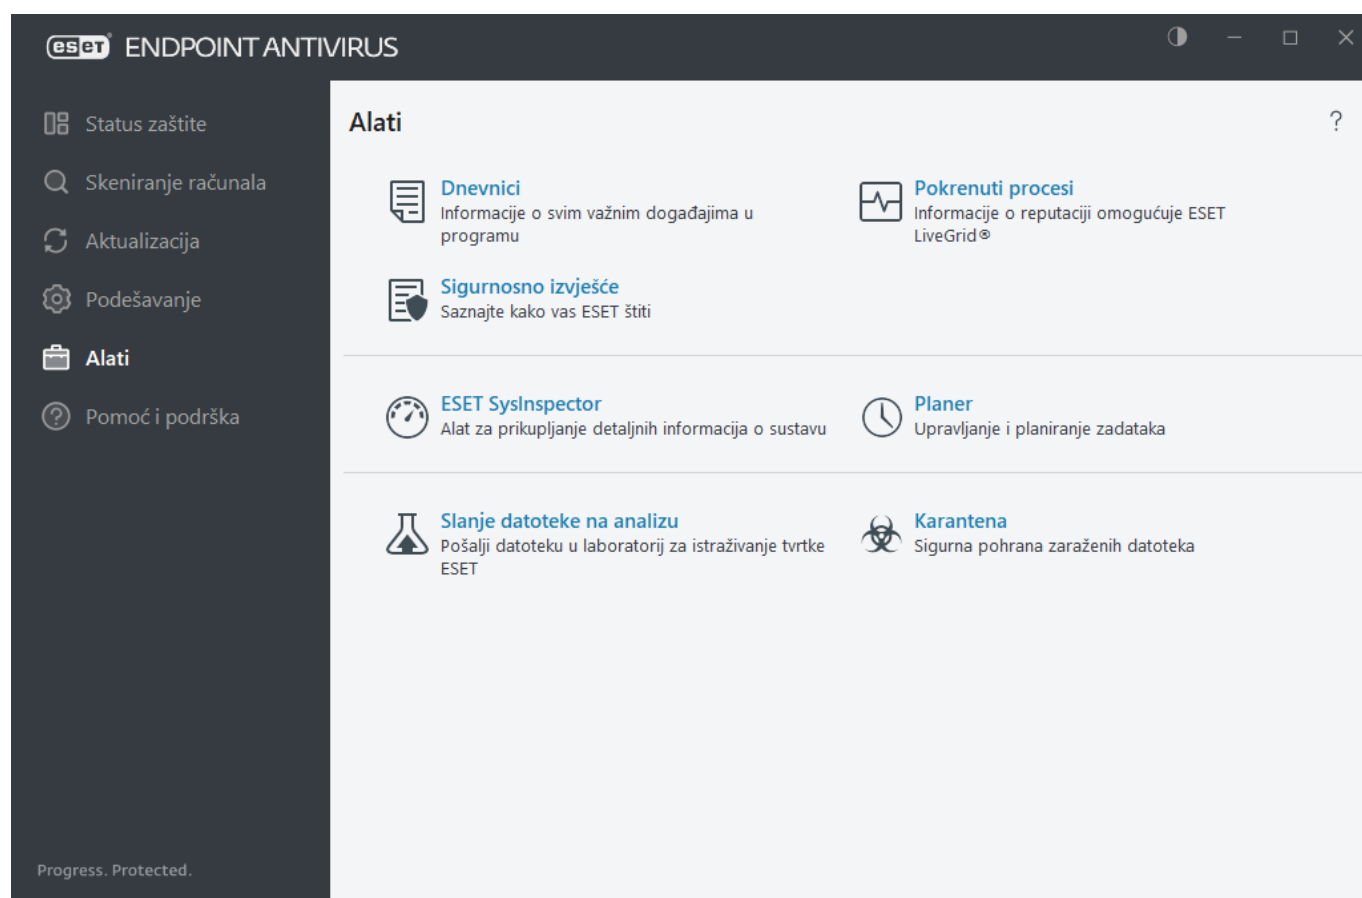 eset ENDPOINT ANTIVIRUS
Status zaštite
Skeniranje računala
Aktualizacija
Podešavanje
Alati
Pomoć i podrška
Progress. Protected.
Alati
?
Dnevnici
Informacije o svim važnim događajima u
programu
Pokrenuti procesi
Informacije o reputaciji omogućuje ESET
LiveGrid®
Sigurnosno izvješće
Saznajte kako vas ESET štiti
ESET SysInspector
Alat za prikupljanje detaljnih informacija o sustavu
Planer
Upravljanje i planiranje zadataka
Slanje datoteke na analizu
Pošalji datoteku u laboratorij za istraživanje tvrtke
ESET
Karantena
Sigurna pohrana zaraženih datoteka